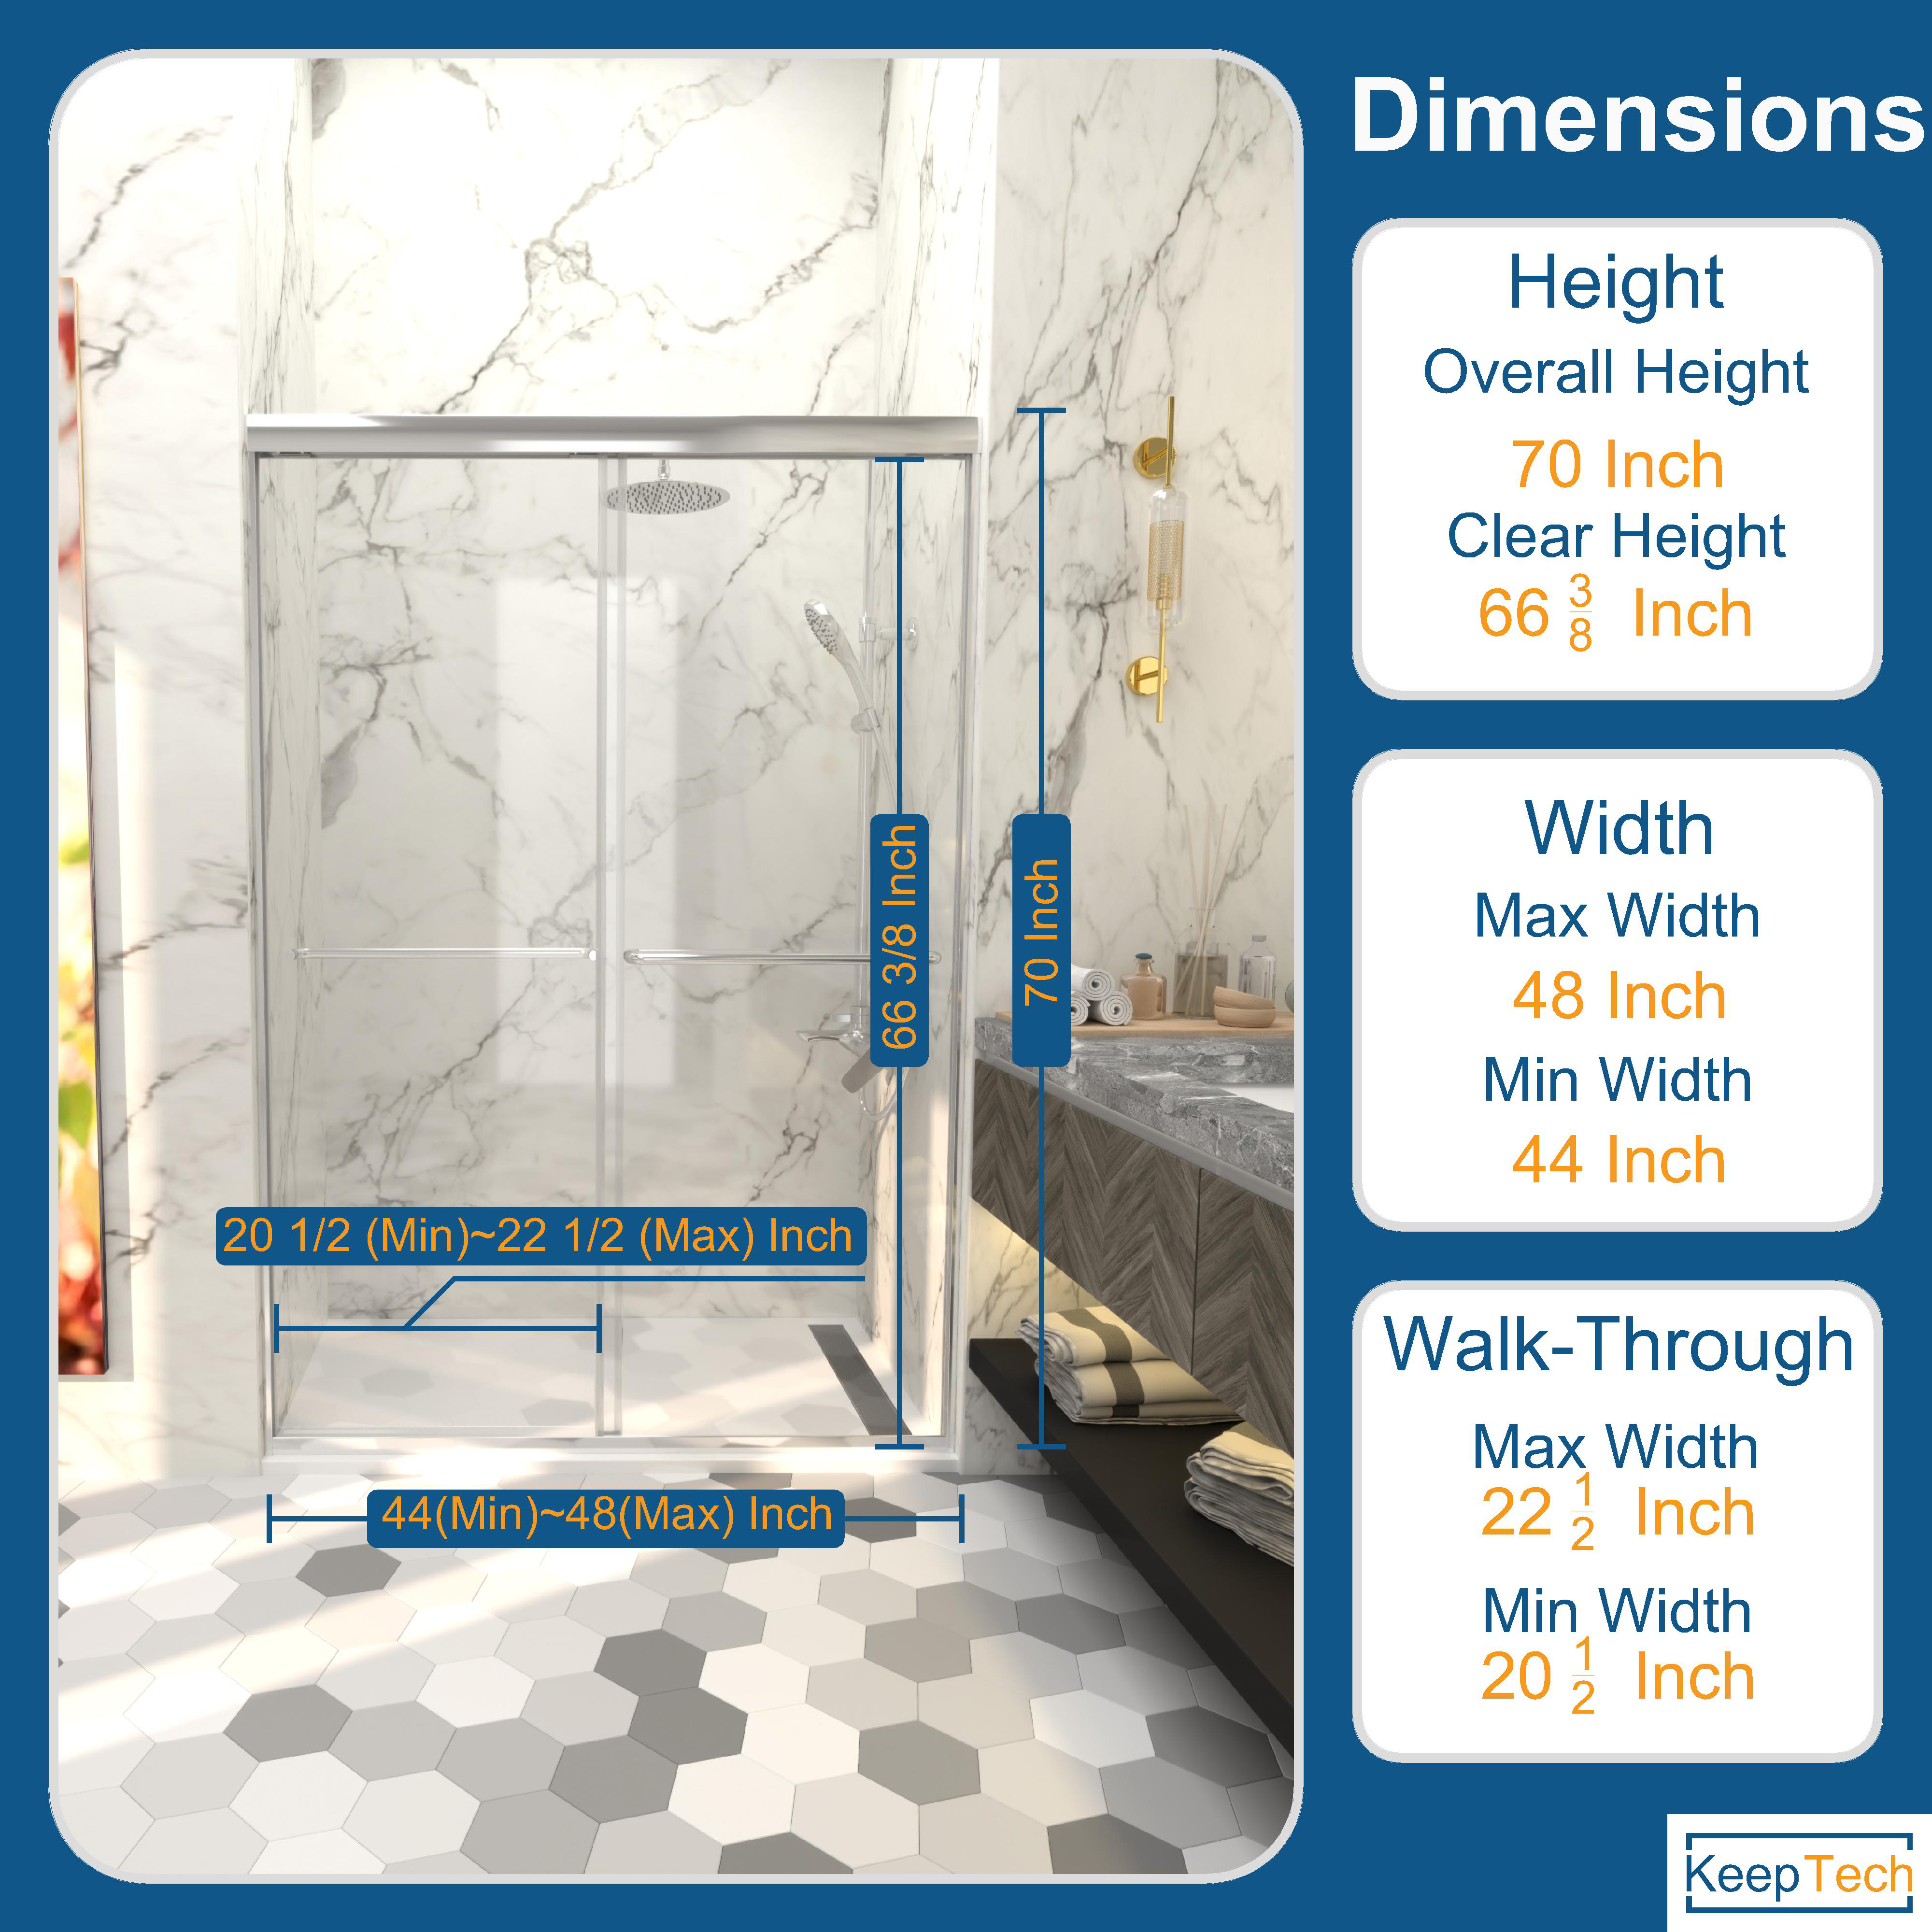 Dimensions
Height
Overall Height
70 Inch
Clear Height
66 3/8 Inch
Width
Max Width
48 Inch
Min Width
44 Inch
Walk-Through
Max Width
22 1/2 Inch
Min Width
20 1/2 Inch
66 3/8 Inch
70 Inch
20 1/2 (Min)~22 1/2 (Max) Inch
44(Min)~48(Max) Inch
KeepTech